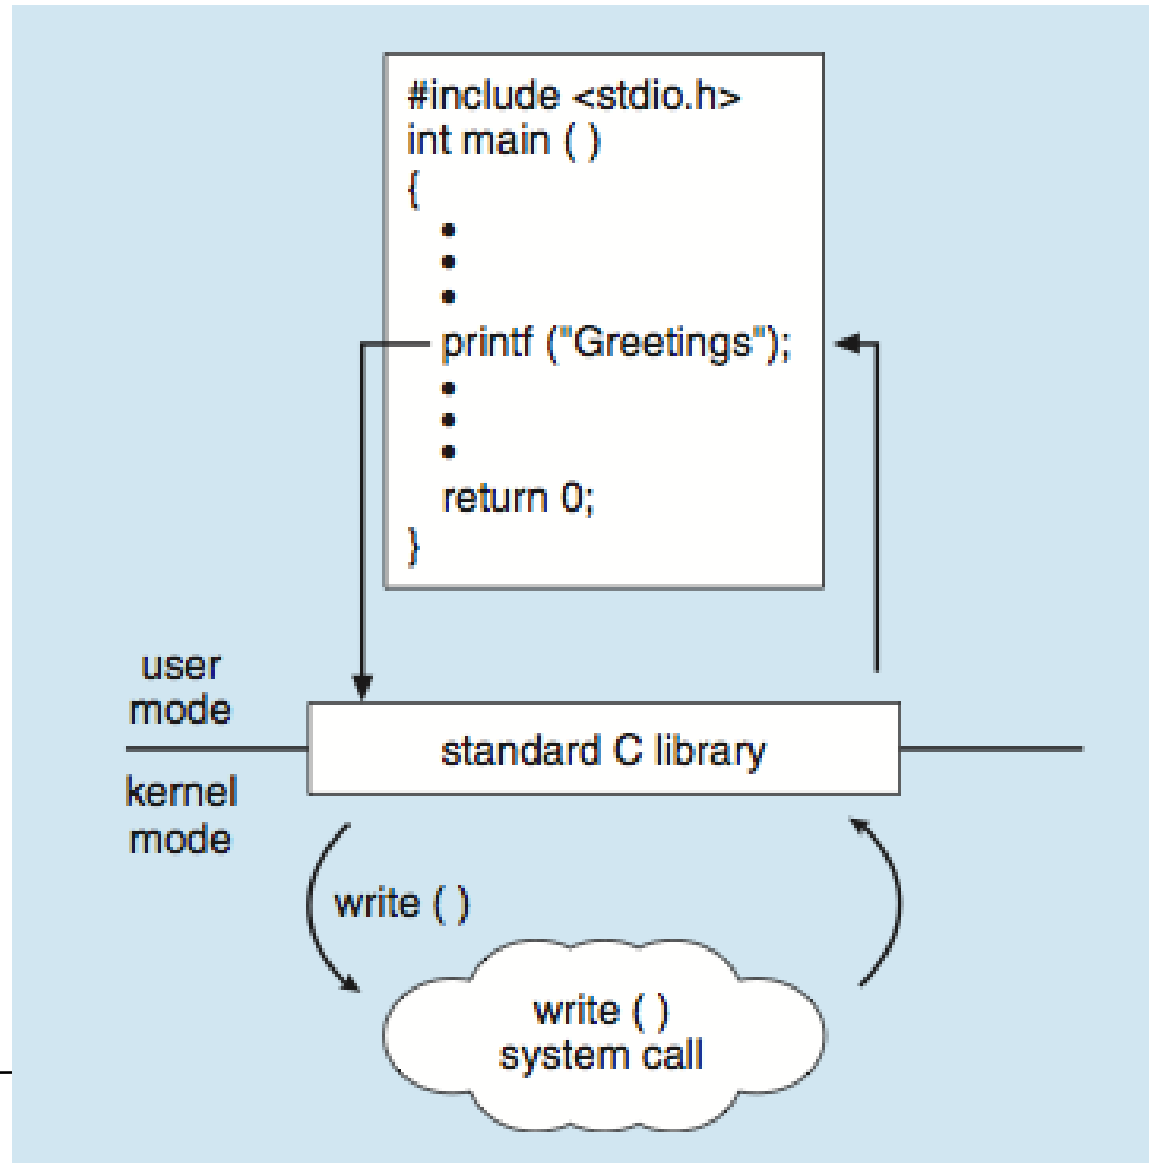 #include <stdio.h>
int main ( )
{
•
•
•
printf ("Greetings");
•
•
•
return 0;
}
user
mode
standard C library
kernel
mode
write ( )
write ( )
system call